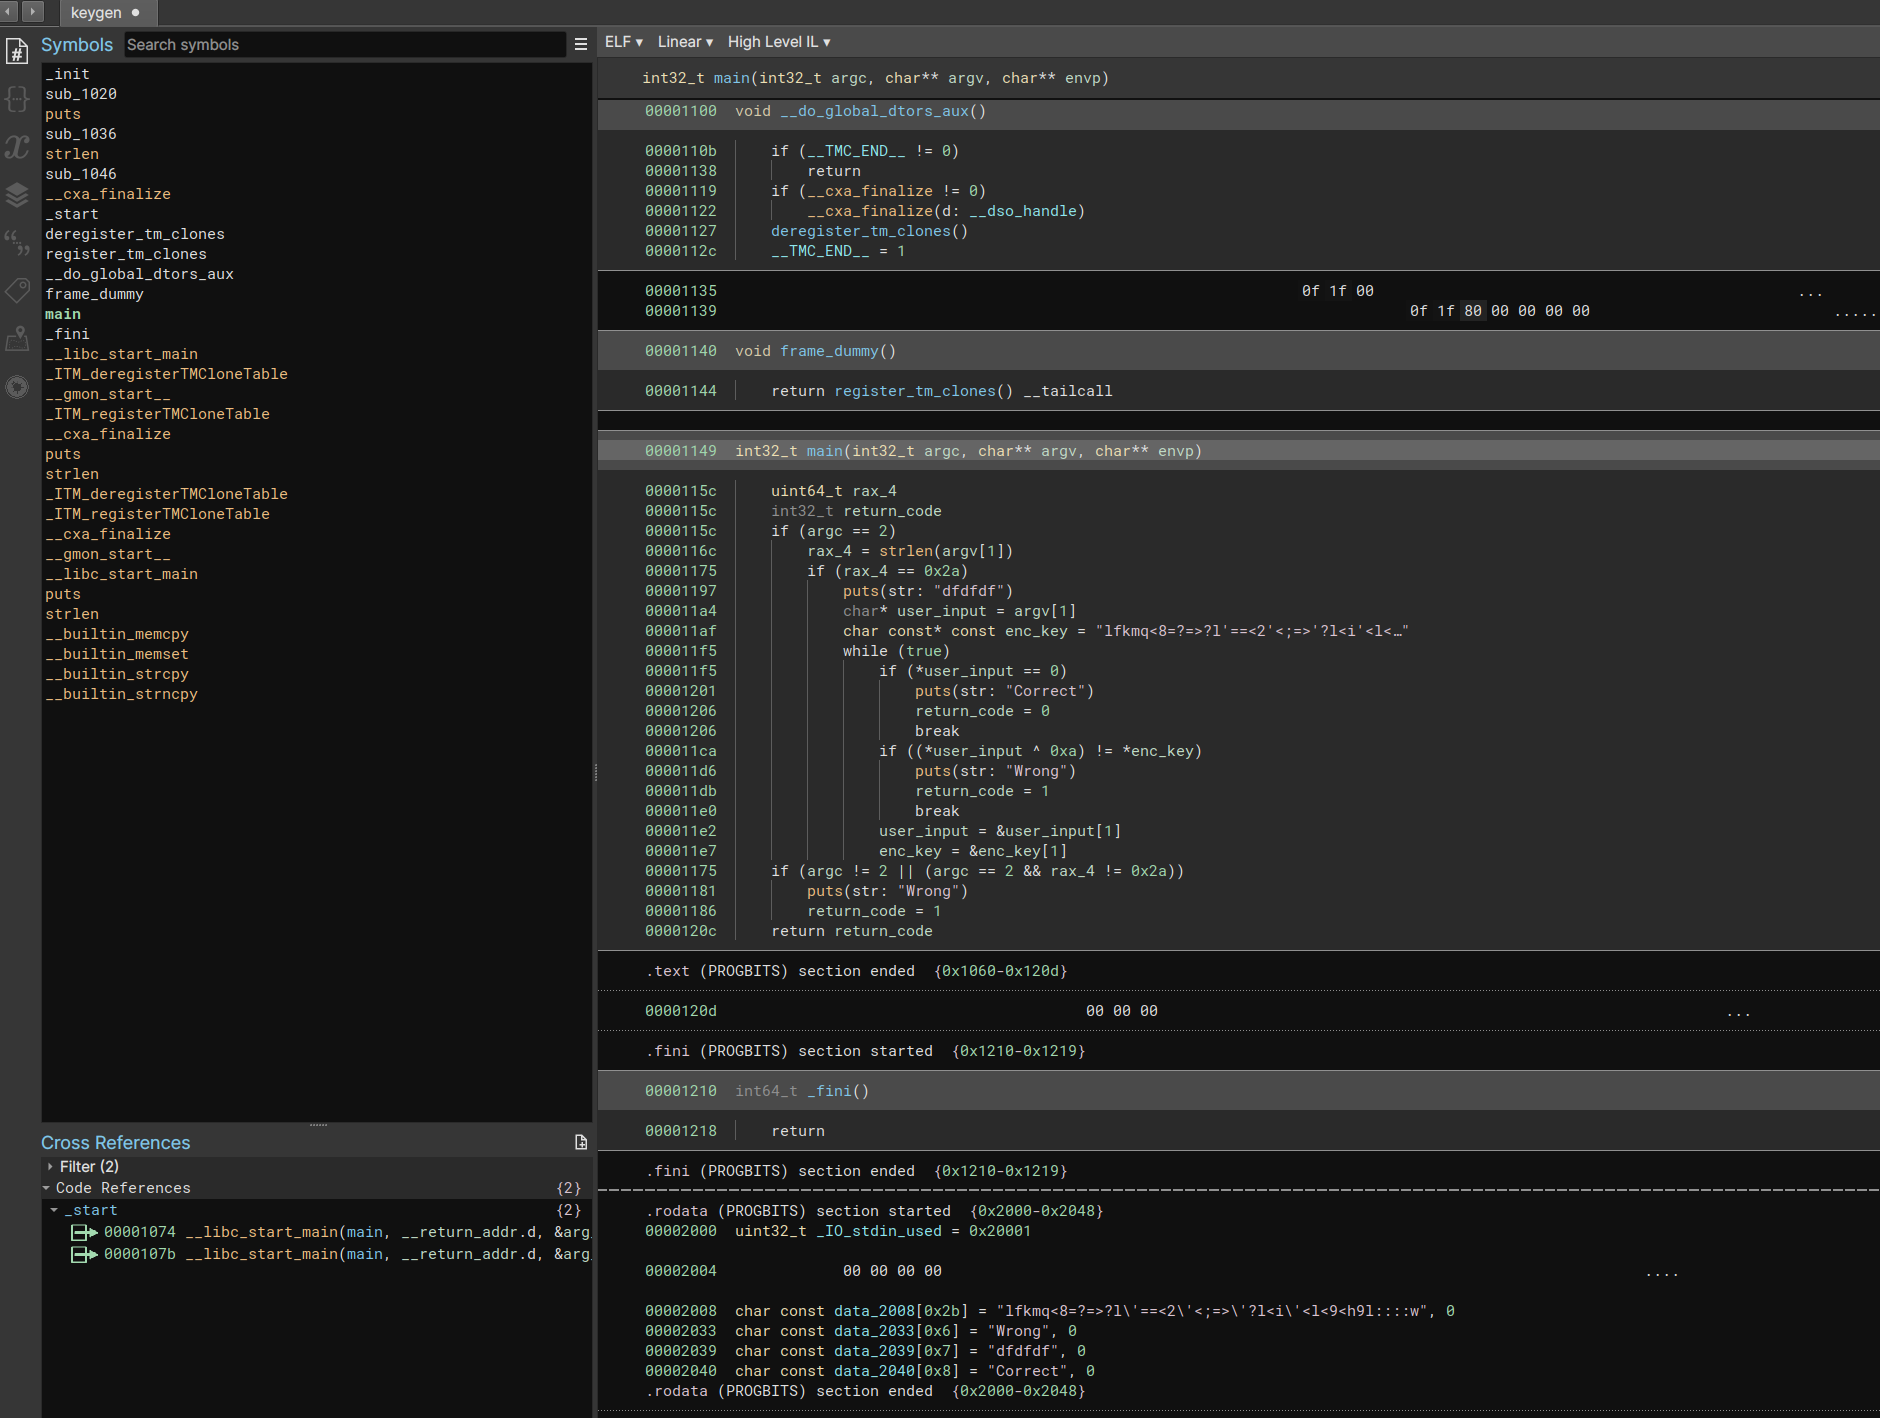 keygen ●
Symbols
Search symbols
_init
sub_1020
puts
sub_1036
strlen
sub_1046
__cxa_finalize
_start
deregister_tm_clones
register_tm_clones
__do_global_dtors_aux
frame_dummy
main
_fini
__libc_start_main
_ITM_deregisterTMCloneTable
__gmon_start__
_ITM_registerTMCloneTable
__cxa_finalize
puts
strlen
_ITM_deregisterTMCloneTable
_ITM_registerTMCloneTable
__cxa_finalize
__gmon_start__
__libc_start_main
puts
strlen
__builtin_memcpy
__builtin_memset
__builtin_strcpy
__builtin_strncpy
Cross References
Filter (2)
Code References {2}
_start {2}
00001074 __libc_start_main(main, __return_addr.d, &arg
0000107b __libc_start_main(main, __return_addr.d, &arg
ELF ▾ Linear ▾ High Level IL ▾
int32_t main(int32_t argc, char** argv, char** envp)
00001100 void __do_global_dtors_aux()
0000110b if (__TMC_END__ != 0)
00001138 return
00001119 if (__cxa_finalize != 0)
00001122 __cxa_finalize(d: __dso_handle)
00001127 deregister_tm_clones()
0000112c __TMC_END__ = 1
00001135 0f 1f 00 ...
00001139 0f 1f 80 00 00 00 00 .....
00001140 void frame_dummy()
00001144 return register_tm_clones() __tailcall
00001149 int32_t main(int32_t argc, char** argv, char** envp)
0000115c uint64_t rax_4
0000115c int32_t return_code
0000115c if (argc == 2)
0000116c rax_4 = strlen(argv[1])
00001175 if (rax_4 == 0x2a)
00001197 puts(str: "dfdfdf")
000011a4 char* user_input = argv[1]
000011af char const* const enc_key = "lfkmq<8=?=>?l'==<2'<;=>'?l<i'<l<…"
000011f5 while (true)
000011f5 if (*user_input == 0)
00001201 puts(str: "Correct")
00001206 return_code = 0
00001206 break
000011ca if ((*user_input ^ 0xa) != *enc_key)
000011d6 puts(str: "Wrong")
000011db return_code = 1
000011e0 break
000011e2 user_input = &user_input[1]
000011e7 enc_key = &enc_key[1]
00001175 if (argc != 2 || (argc == 2 && rax_4 != 0x2a))
00001181 puts(str: "Wrong")
00001186 return_code = 1
0000120c return return_code
.text (PROGBITS) section ended {0x1060-0x120d}
0000120d 00 00 00 ...
.fini (PROGBITS) section started {0x1210-0x1219}
00001210 int64_t _fini()
00001218 return
.fini (PROGBITS) section ended {0x1210-0x1219}
.rodata (PROGBITS) section started {0x2000-0x2048}
00002000 uint32_t _IO_stdin_used = 0x20001
00002004 00 00 00 00 ....
00002008 char const data_2008[0x2b] = "lfkmq<8=?=>?l\'==<2\'<;=>\'?l<i\'<l<9<h9l::::w", 0
00002033 char const data_2033[0x6] = "Wrong", 0
00002039 char const data_2039[0x7] = "dfdfdf", 0
00002040 char const data_2040[0x8] = "Correct", 0
.rodata (PROGBITS) section ended {0x2000-0x2048}